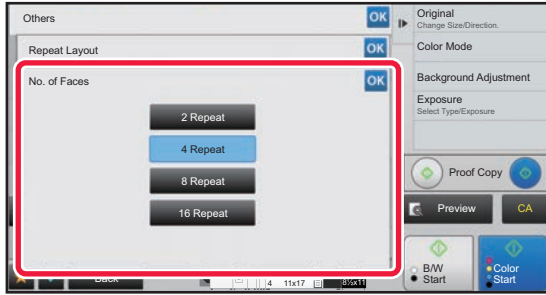 Others
OK
Repeat Layout
OK
No. of Faces
OK
2 Repeat
4 Repeat
8 Repeat
16 Repeat
Back
4 11x17
8½x11
Original
Change Size/Direction.
Color Mode
Background Adjustment
Exposure
Select Type/Exposure
Proof Copy
Preview
CA
B/W
Start
Color
Start